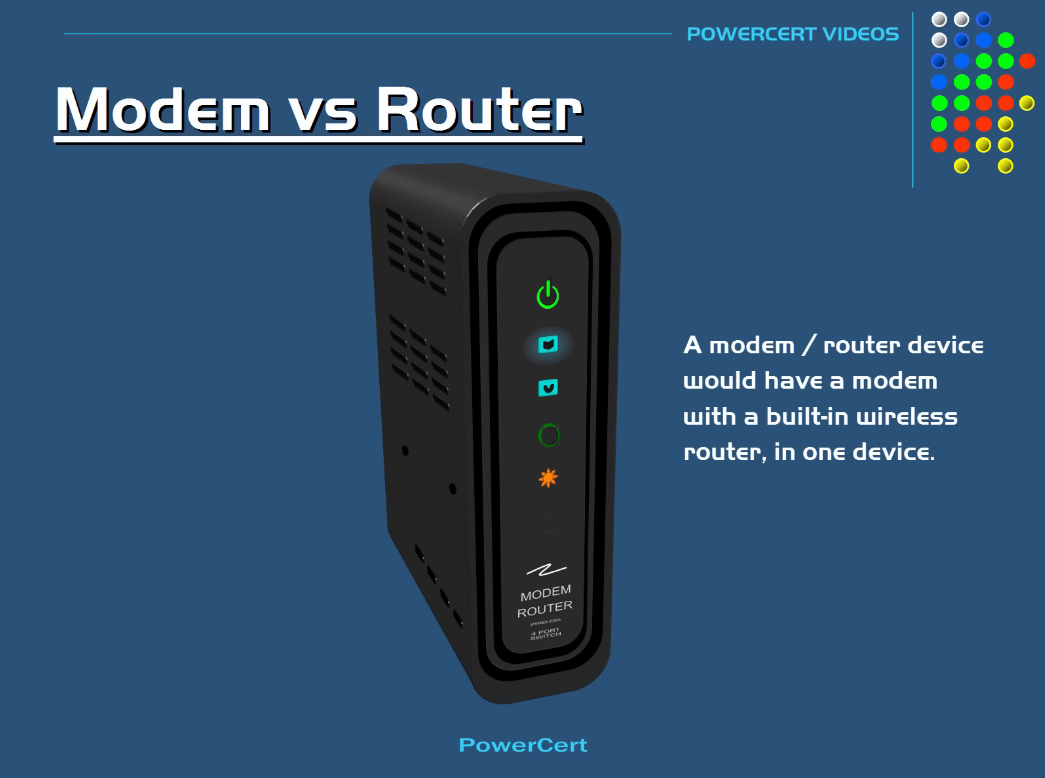 POWERCERT VIDEOS
Modem vs Router
A modem / router device
would have a modem
with a built-in wireless
router, in one device.
MODEM
ROUTER
WIRELESS
4 PORT
SWITCH
PowerCert